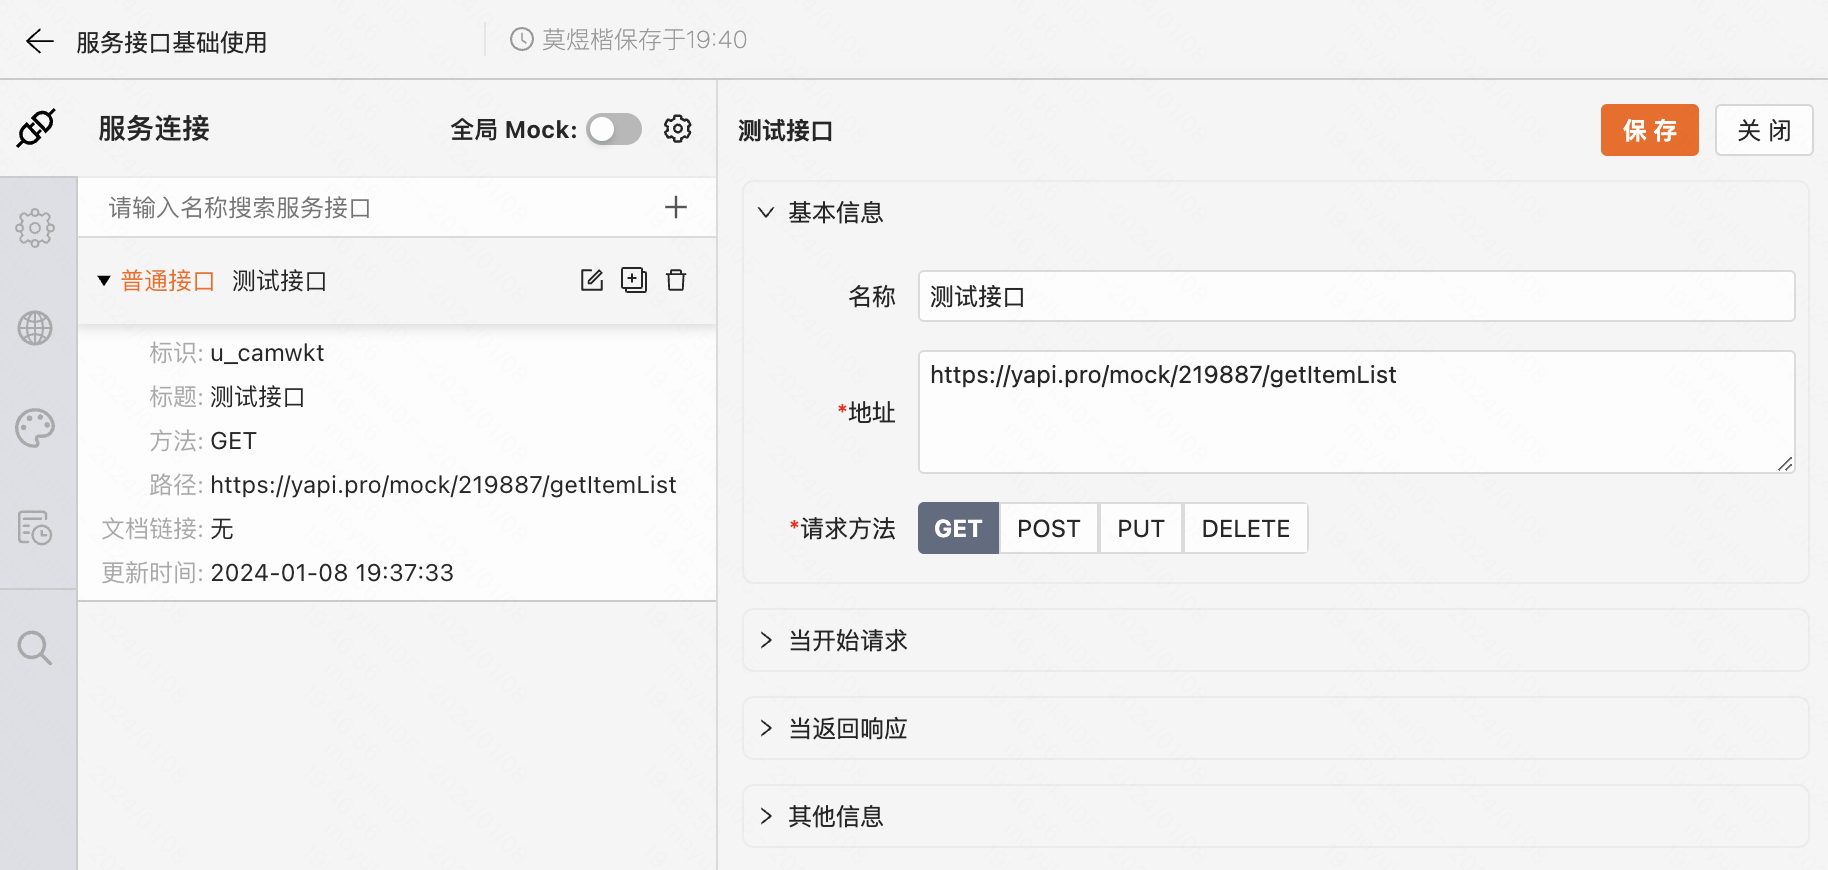 服务接口基础使用
莫煜楷保存于19:40
服务连接
全局 Mock:
请输入名称搜索服务接口
普通接口 测试接口
标识: u_camwkt
标题: 测试接口
方法: GET
路径: https://yapi.pro/mock/219887/getItemList
文档链接: 无
更新时间: 2024-01-08 19:37:33
测试接口
保存
关闭
基本信息
名称
测试接口
*地址
https://yapi.pro/mock/219887/getItemList
*请求方法
GET POST PUT DELETE
当开始请求
当返回响应
其他信息